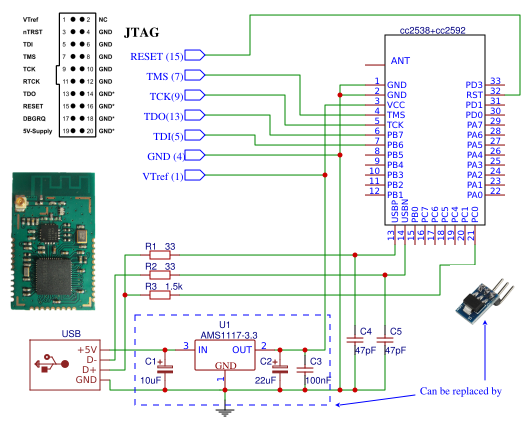 VTref 1 2 NC
nTRST 3 4 GND
TDI 5 6 GND
TMS 7 8 GND
TCK 9 10 GND
RTCK 11 12 GND
TDO 13 14 GND*
RESET 15 16 GND*
DBGRQ 17 18 GND*
5V-Supply 19 20 GND*
JTAG
RESET (15)
TMS (7)
TCK(9)
TDO(13)
TDI(5)
GND (4)
VTref (1)
cc2538+cc2592
ANT
1 GND
2 GND
3 VCC
4 TMS
5 TCK
6 PB7
7 PB6
8 PB5
9 PB4
10 PB3
11 PB2
12 PB1
PD3 33
RST 32
PD1 31
PD0 30
PA7 29
PA6 28
PA5 27
PA4 26
PA3 25
PA2 24
PA1 23
PA0 22
USBP USBN PB0 PC7 PC6 PC5 PC4 PC1 PC0
13 14 15 16 17 18 19 20 21
R1 33
R2 33
R3 1.5k
USB
+5V
D-
D+
GND
U1
AMS1117-3.3
3 IN OUT 2
GND
1
C1
10uF
C2
22uF
C3
100nF
C4
47pF
C5
47pF
Can be replaced by